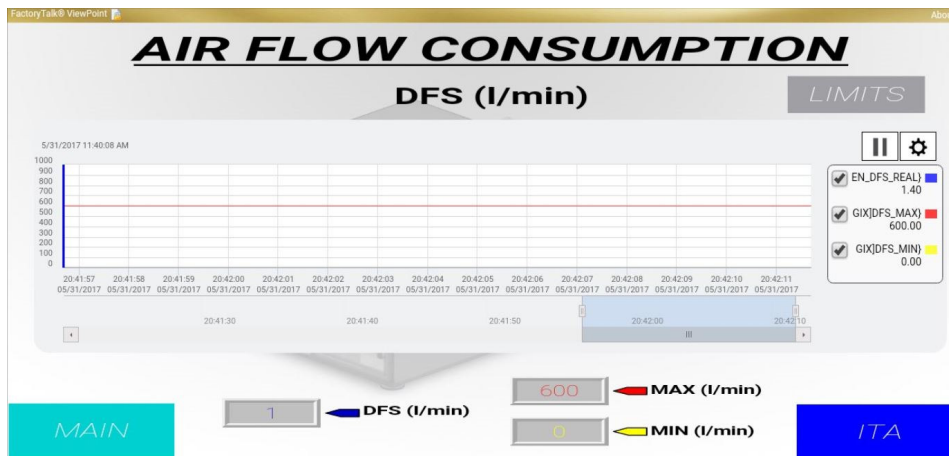 FactoryTalk® ViewPoint
Abou
AIR FLOW CONSUMPTION
DFS (l/min)
LIMITS
5/31/2017 11:40:08 AM
1000
900
800
700
600
500
400
300
200
100
0
EN_DFS_REAL}
1.40
GIX]DFS_MAX}
600.00
GIX]DFS_MIN}
0.00
20:41:57 20:41:58 20:41:59 20:42:00 20:42:01 20:42:02 20:42:03 20:42:04 20:42:05 20:42:06 20:42:07 20:42:08 20:42:09 20:42:10 20:42:11
05/31/2017 05/31/2017 05/31/2017 05/31/2017 05/31/2017 05/31/2017 05/31/2017 05/31/2017 05/31/2017 05/31/2017 05/31/2017 05/31/2017 05/31/2017 05/31/2017 05/31/2017
20:41:30 20:41:40 20:41:50 20:42:00 20:42:10
600 MAX (l/min)
1 DFS (l/min)
0 MIN (l/min)
MAIN
ITA